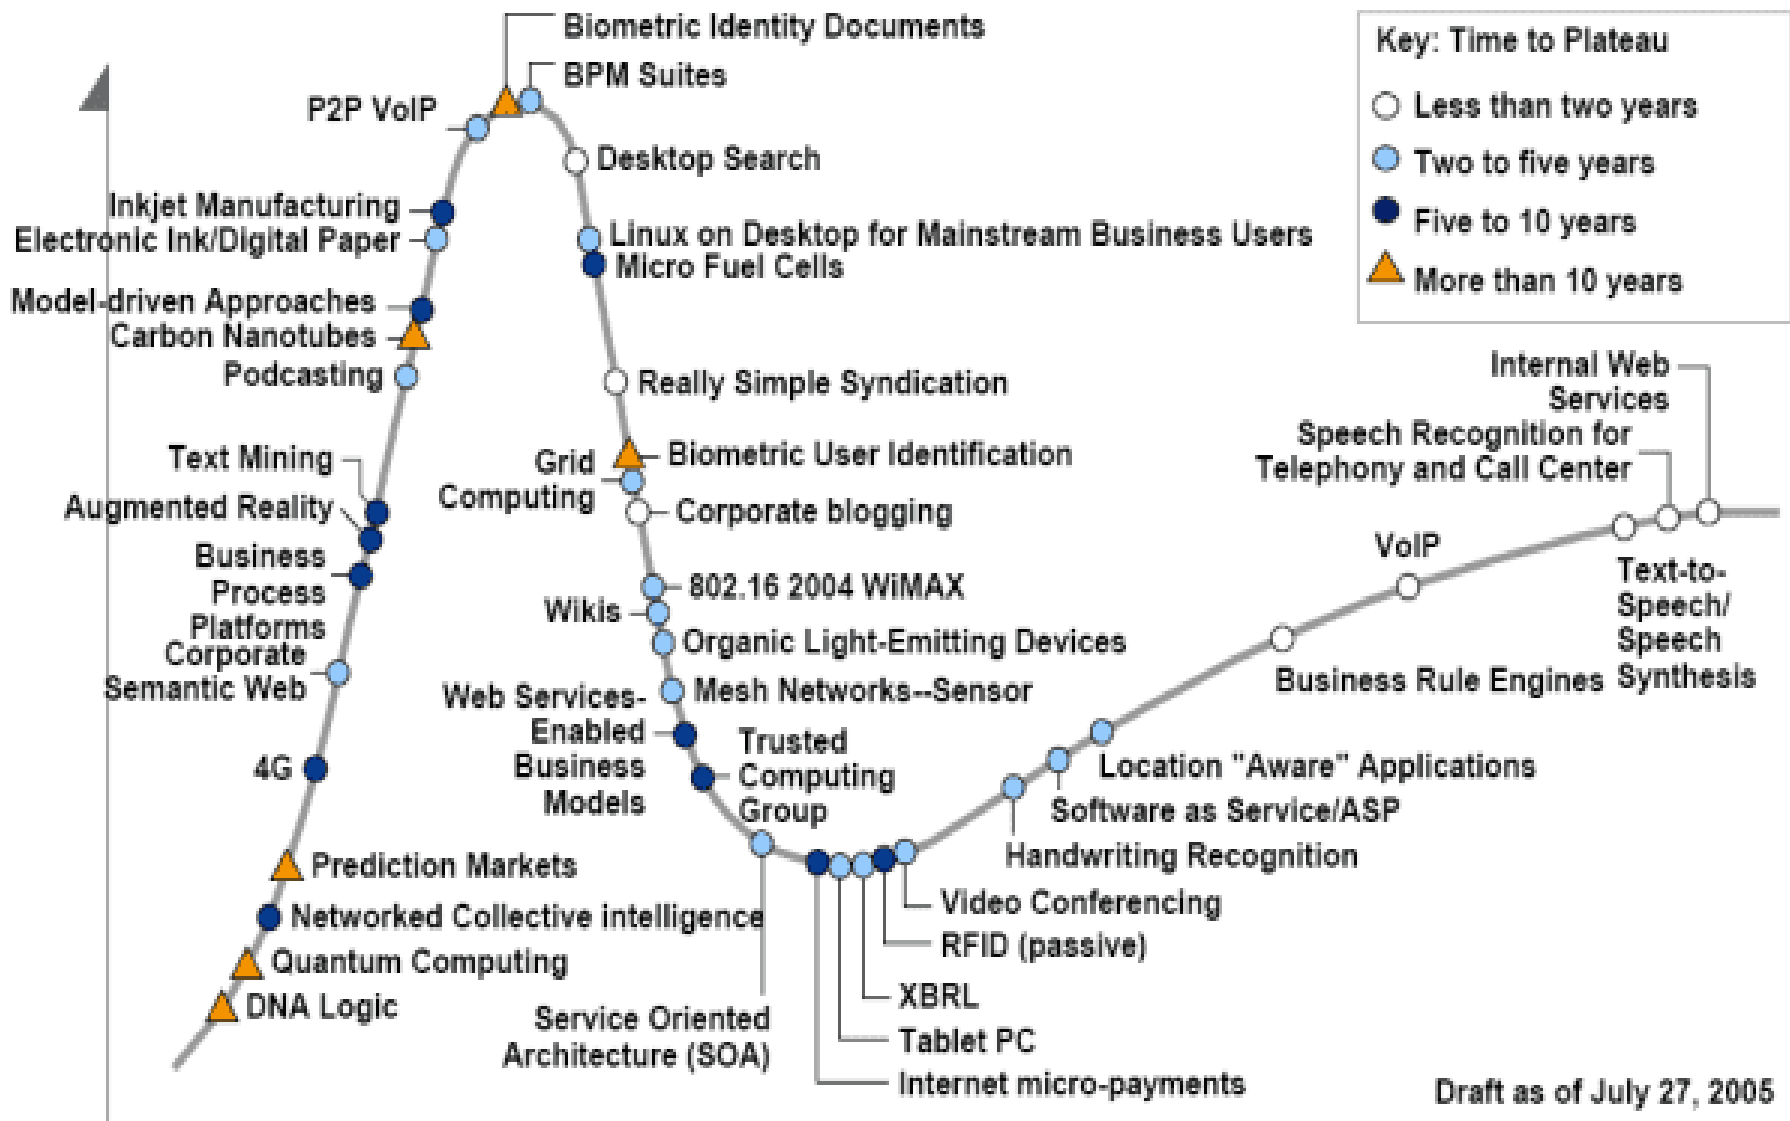 Biometric Identity Documents
BPM Suites
P2P VoIP
Desktop Search
Inkjet Manufacturing
Electronic Ink/Digital Paper
Linux on Desktop for Mainstream Business Users
Micro Fuel Cells
Model-driven Approaches
Carbon Nanotubes
Podcasting
Really Simple Syndication
Text Mining
Augmented Reality
Business
Process
Platforms
Corporate
Semantic Web
4G
Prediction Markets
Networked Collective intelligence
Quantum Computing
DNA Logic
Biometric User Identification
Grid
Computing
Corporate blogging
802.16 2004 WiMAX
Wikis
Organic Light-Emitting Devices
Mesh Networks--Sensor
Web Services-
Enabled
Business
Models
Trusted
Computing
Group
Service Oriented
Architecture (SOA)
Video Conferencing
RFID (passive)
XBRL
Tablet PC
Internet micro-payments
Handwriting Recognition
Software as Service/ASP
Location "Aware" Applications
Business Rule Engines
VoIP
Text-to-
Speech/
Speech
Synthesis
Speech Recognition for
Telephony and Call Center
Internal Web
Services
Key: Time to Plateau
Less than two years
Two to five years
Five to 10 years
More than 10 years
Draft as of July 27, 2005